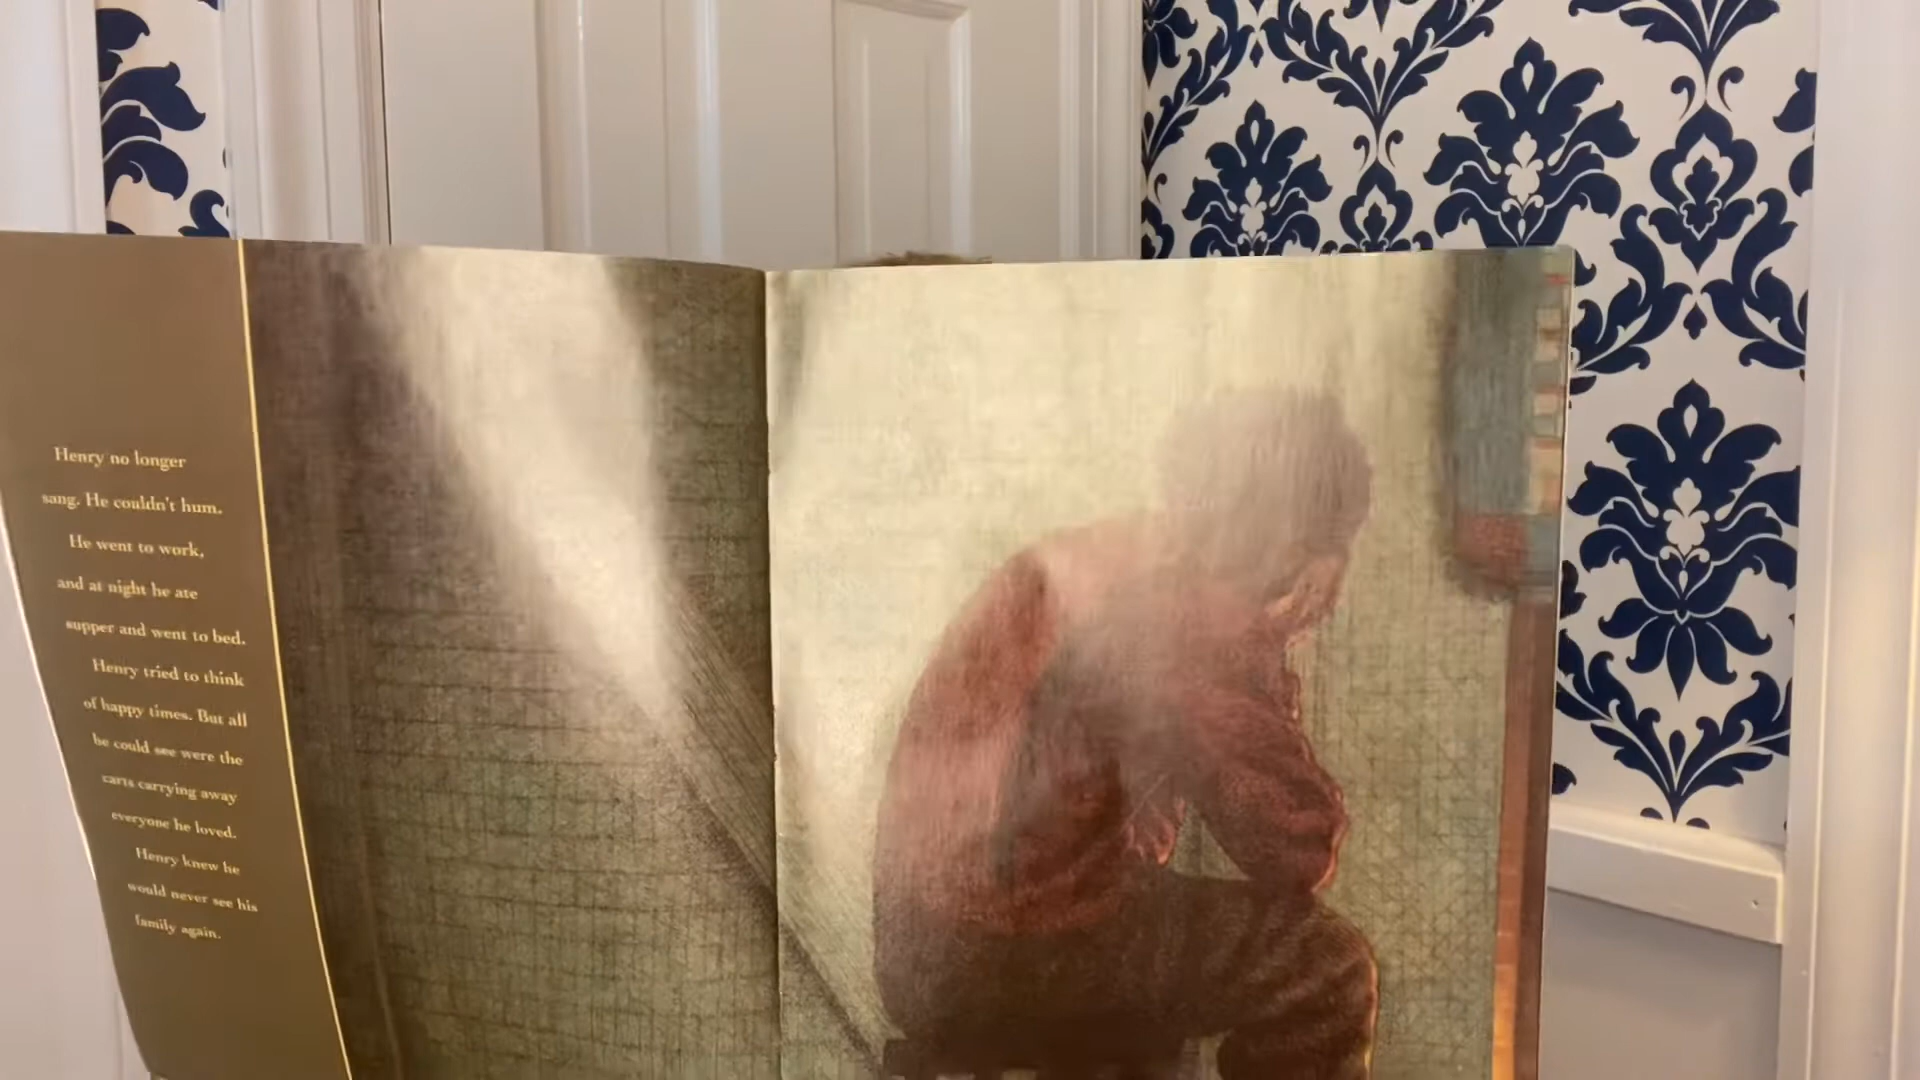 Henry no longer
sang. He couldn't hum.
He went to work,
and at night he ate
supper and went to bed.
Henry tried to think
of happy times. But all
he could see were the
carts carrying away
everyone he loved.
Henry knew he
would never see his
family again.